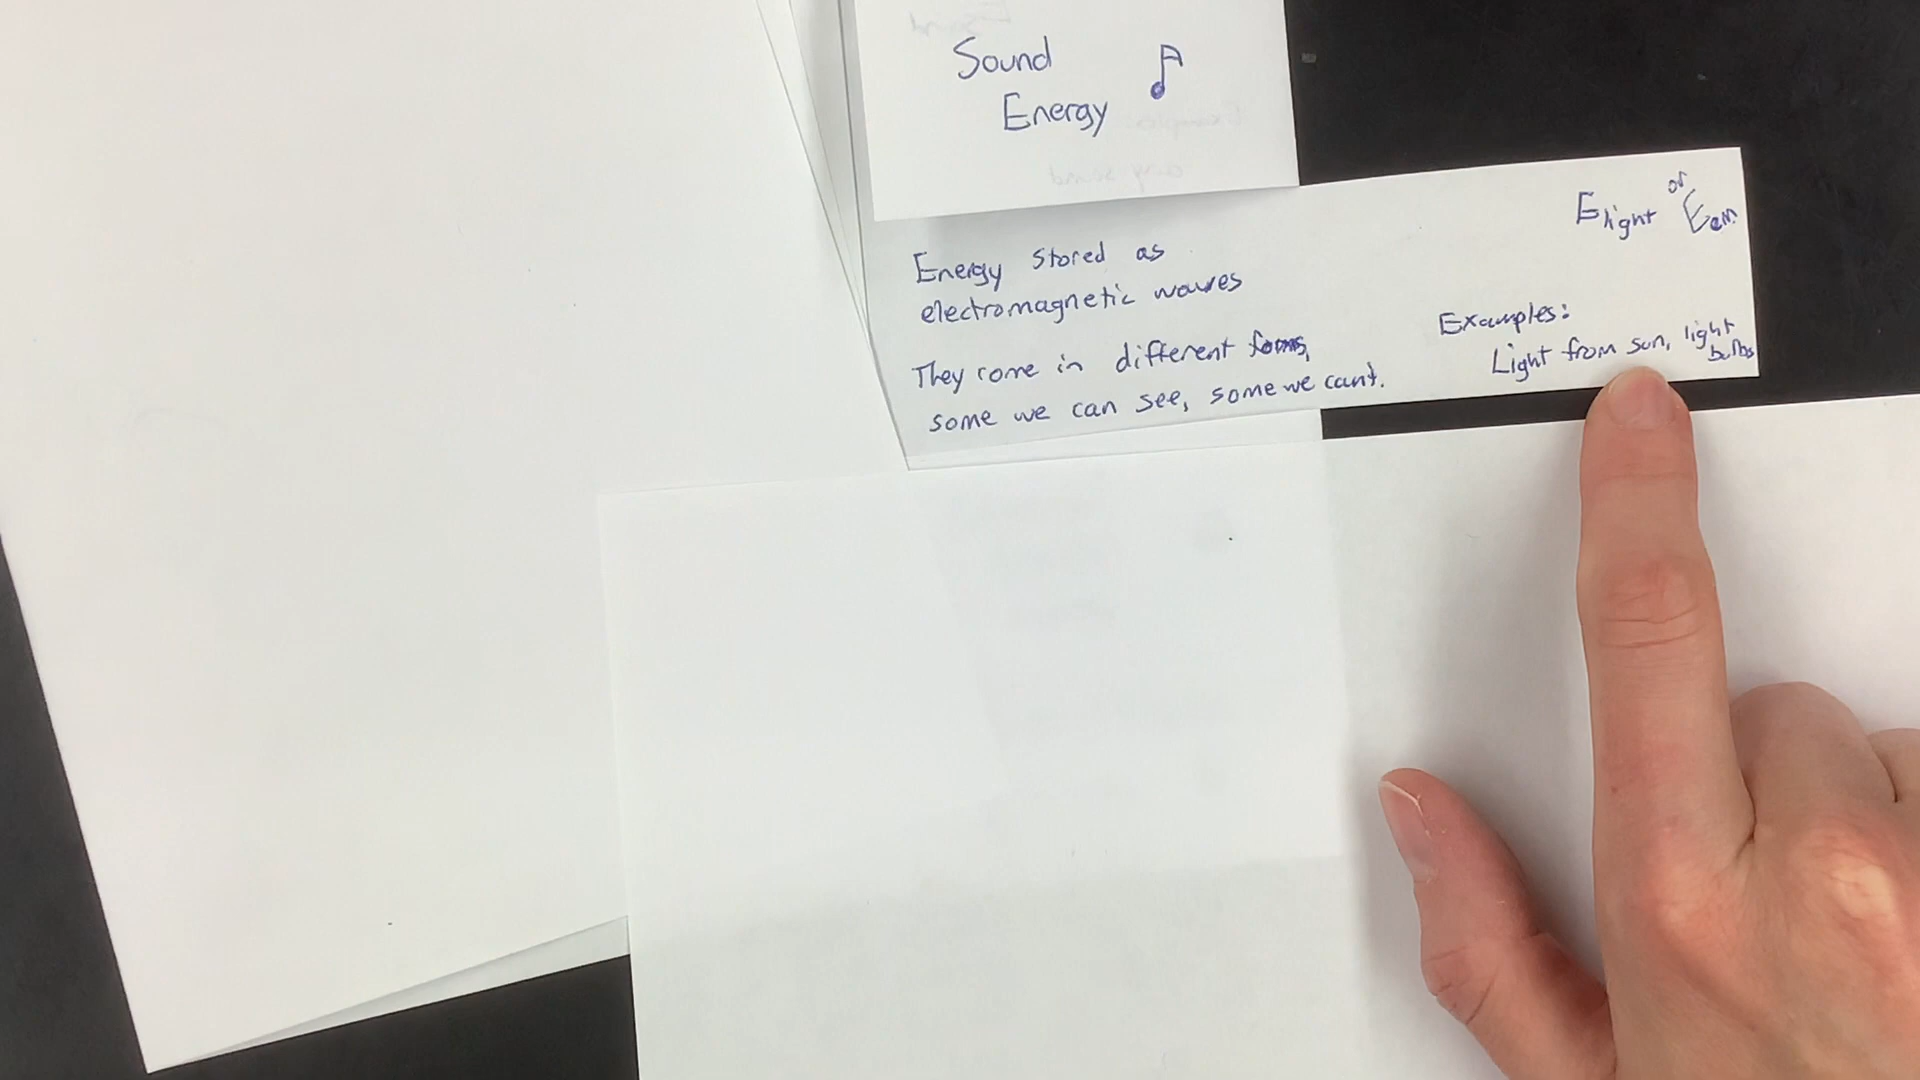 Sound
Energy
Elight or Eem
Energy stored as
electromagnetic waves
They come in different forms,
some we can see, some we cant.
Examples:
Light from sun, light
bulbs